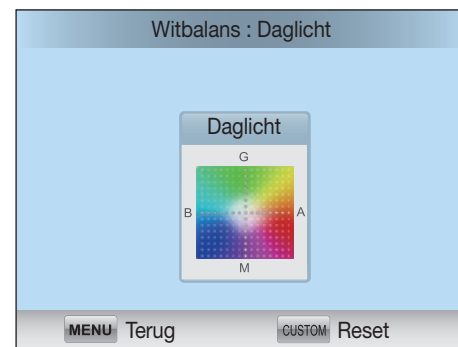 Witbalans : Daglicht
Daglicht
G
B A
M
MENU Terug CUSTOM Reset